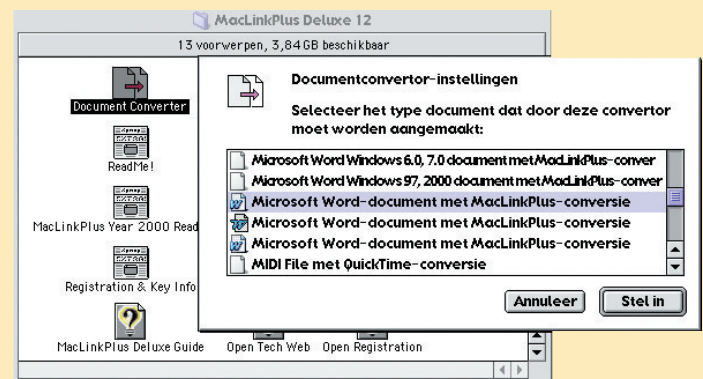 MacLinkPlus Deluxe 12
13 voorwerpen, 3,84 GB beschikbaar
Document Converter
ReadMe!
MacLinkPlus Year 2000 Read
Registration & Key Info
MacLinkPlus Deluxe Guide
Open Tech Web
Open Registration
Documentconvertor-instellingen
Selecteer het type document dat door deze convertor
moet worden aangemaakt:
Microsoft Word Windows 6.0, 7.0 document met MacLinkPlus-conver
Microsoft Word Windows 97, 2000 document met MacLinkPlus-conver
Microsoft Word-document met MacLinkPlus-conversie
Microsoft Word-document met MacLinkPlus-conversie
Microsoft Word-document met MacLinkPlus-conversie
MIDI File met QuickTime-conversie
Annuleer
Stel in